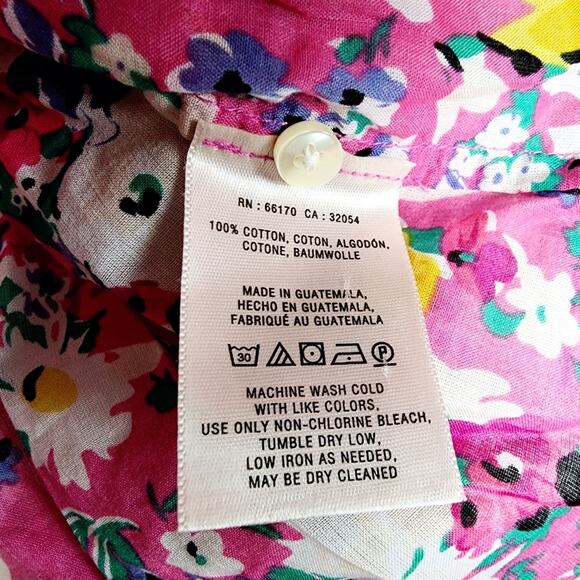 RN : 66170 CA : 32054
100% COTTON, COTON, ALGODÓN,
COTONE, BAUMWOLLE
MADE IN GUATEMALA,
HECHO EN GUATEMALA,
FABRIQUÉ AU GUATEMALA
30 P
MACHINE WASH COLD
WITH LIKE COLORS,
USE ONLY NON-CHLORINE BLEACH,
TUMBLE DRY LOW,
LOW IRON AS NEEDED,
MAY BE DRY CLEANED